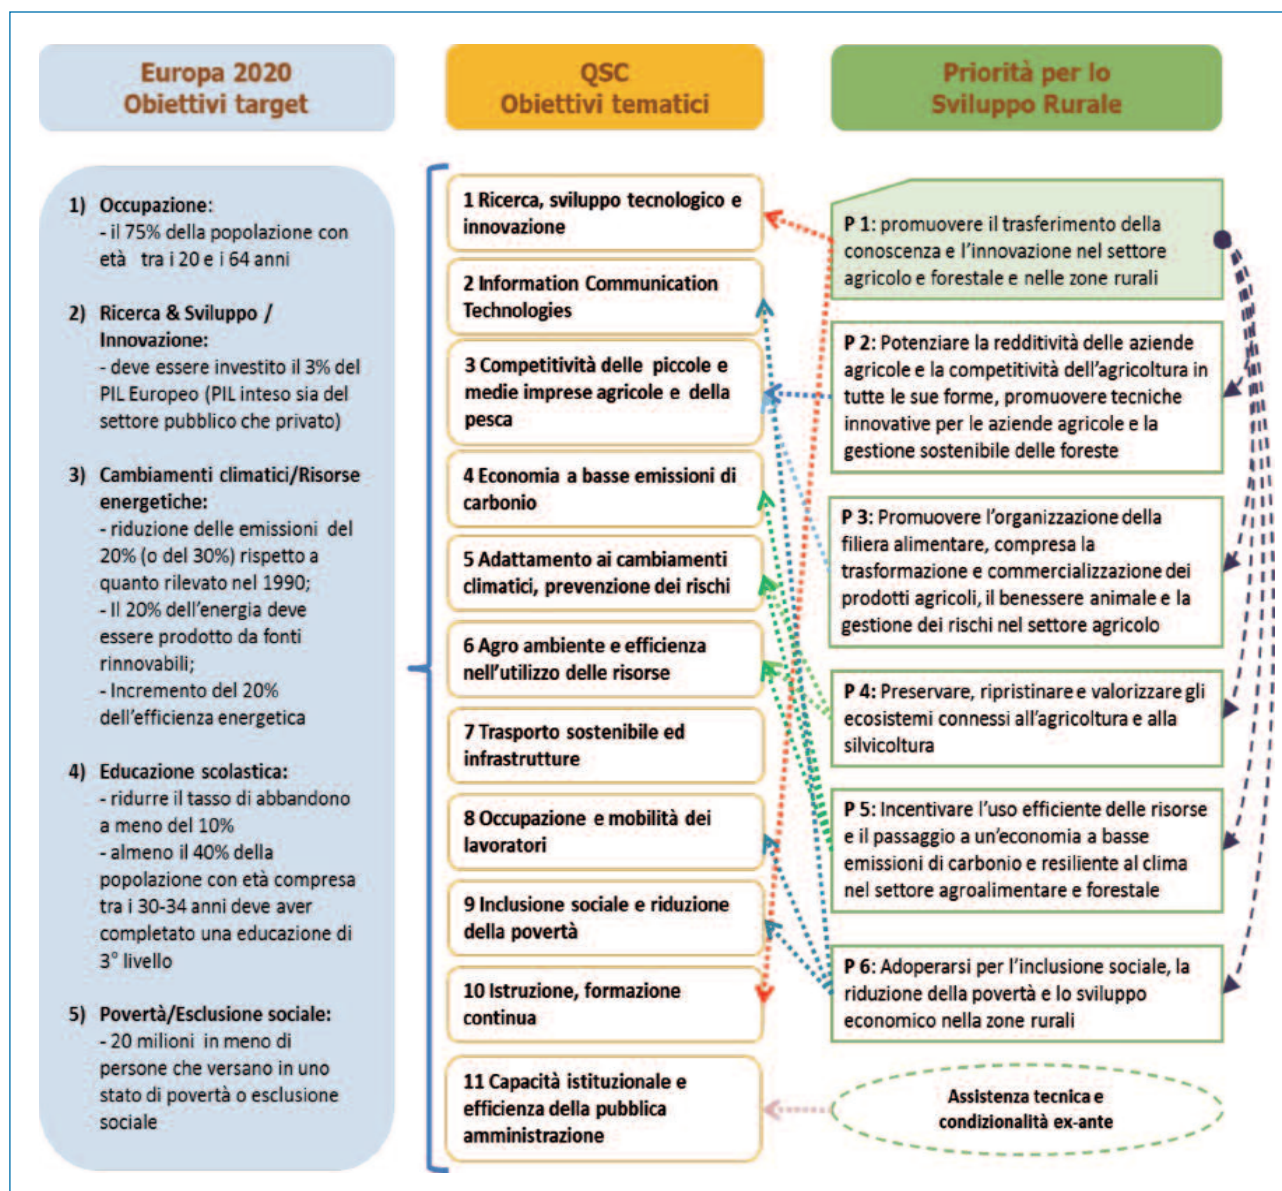 Europa 2020
Obiettivi target
1) Occupazione:
- il 75% della popolazione con
età tra i 20 e i 64 anni
2) Ricerca & Sviluppo /
Innovazione:
- deve essere investito il 3% del
PIL Europeo (PIL inteso sia del
settore pubblico che privato)
3) Cambiamenti climatici/Risorse
energetiche:
- riduzione delle emissioni del
20% (o del 30%) rispetto a
quanto rilevato nel 1990;
- Il 20% dell'energia deve
essere prodotto da fonti
rinnovabili;
- Incremento del 20%
dell'efficienza energetica
4) Educazione scolastica:
- ridurre il tasso di abbandono
a meno del 10%
- almeno il 40% della
popolazione con età compresa
tra i 30-34 anni deve aver
completato una educazione di
3° livello
5) Povertà/Esclusione sociale:
- 20 milioni in meno di
persone che versano in uno
stato di povertà o esclusione
sociale
QSC
Obiettivi tematici
1 Ricerca, sviluppo tecnologico e
innovazione
2 Information Communication
Technologies
3 Competitività delle piccole e
medie imprese agricole e della
pesca
4 Economia a basse emissioni di
carbonio
5 Adattamento ai cambiamenti
climatici, prevenzione dei rischi
6 Agro ambiente e efficienza
nell'utilizzo delle risorse
7 Trasporto sostenibile ed
infrastrutture
8 Occupazione e mobilità dei
lavoratori
9 Inclusione sociale e riduzione
della povertà
10 Istruzione, formazione
continua
11 Capacità istituzionale e
efficienza della pubblica
amministrazione
Priorità per lo
Sviluppo Rurale
P 1: promuovere il trasferimento della
conoscenza e l'innovazione nel settore
agricolo e forestale e nelle zone rurali
P 2: Potenziare la redditività delle aziende
agricole e la competitività dell'agricoltura in
tutte le sue forme, promuovere tecniche
innovative per le aziende agricole e la
gestione sostenibile delle foreste
P 3: Promuovere l'organizzazione della
filiera alimentare, compresa la
trasformazione e commercializzazione dei
prodotti agricoli, il benessere animale e la
gestione dei rischi nel settore agricolo
P 4: Preservare, ripristinare e valorizzare gli
ecosistemi connessi all'agricoltura e alla
silvicoltura
P 5: Incentivare l'uso efficiente delle risorse
e il passaggio a un'economia a basse
emissioni di carbonio e resiliente al clima
nel settore agroalimentare e forestale
P 6: Adoperarsi per l'inclusione sociale, la
riduzione della povertà e lo sviluppo
economico nella zone rurali
Assistenza tecnica e
condizionalità ex-ante